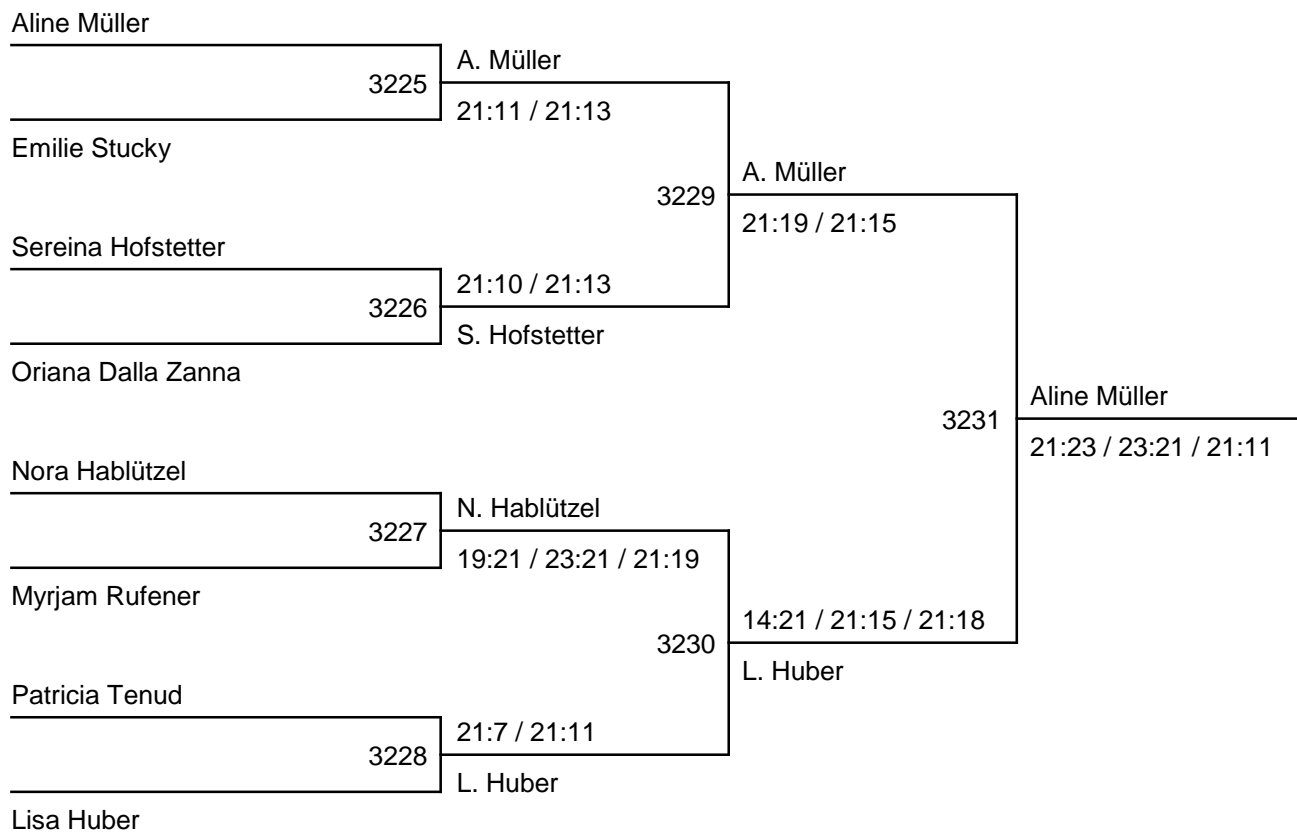 Aline Müller
A. Müller
3225
21:11 / 21:13
Emilie Stucky
A. Müller
3229
21:19 / 21:15
Sereina Hofstetter
21:10 / 21:13
3226
S. Hofstetter
Oriana Dalla Zanna
Aline Müller
3231
21:23 / 23:21 / 21:11
Nora Hablützel
N. Hablützel
3227
19:21 / 23:21 / 21:19
Myrjam Rufener
14:21 / 21:15 / 21:18
3230
L. Huber
Patricia Tenud
21:7 / 21:11
3228
L. Huber
Lisa Huber